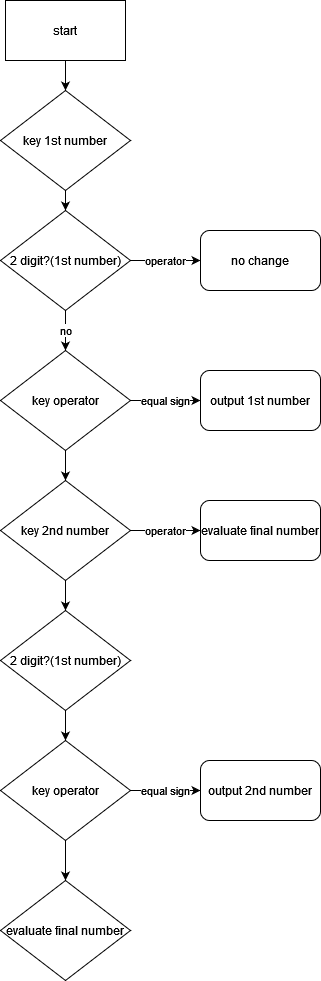 start
key 1st number
2 digit?(1st number)
operator
no change
no
key operator
equal sign
output 1st number
key 2nd number
operator
evaluate final number
2 digit?(1st number)
key operator
equal sign
output 2nd number
evaluate final number